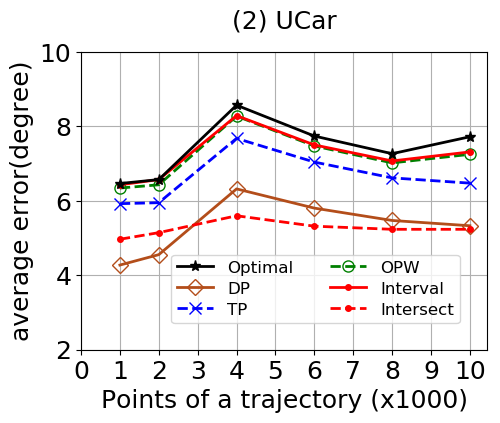 (2) UCar
average error(degree)
10
8
6
4
2
Optimal
DP
TP
OPW
Interval
Intersect
0 1 2 3 4 5 6 7 8 9 10
Points of a trajectory (x1000)